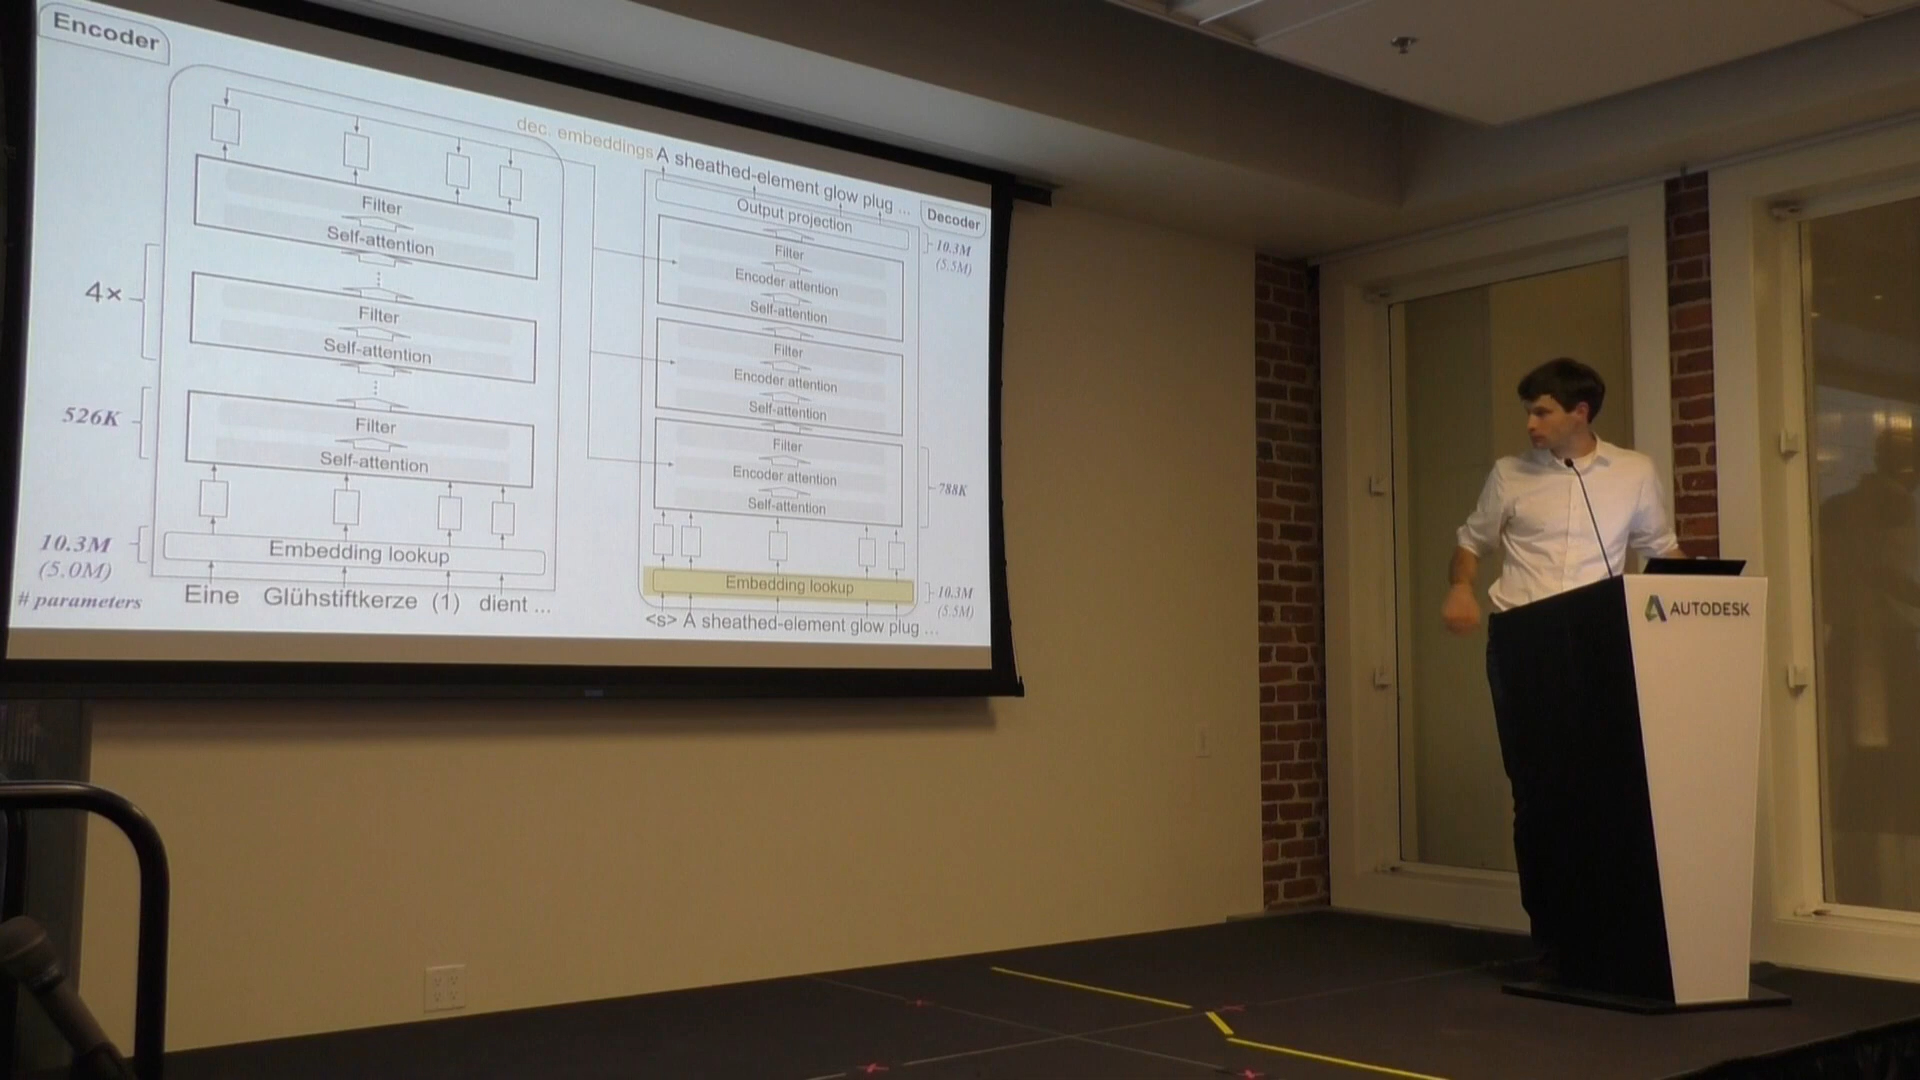 Encoder
Filter
Self-attention
4×
Filter
Self-attention
526K
Filter
Self-attention
10.3M
(5.0M)
Embedding lookup
# parameters
Eine Glühstiftkerze (1) dient ...
dec. embeddings
A sheathed-element glow plug ...
Decoder
Output projection
10.3M
(5.5M)
Filter
Encoder attention
Self-attention
Filter
Encoder attention
Self-attention
Filter
Encoder attention
Self-attention
788K
Embedding lookup
10.3M
(5.5M)
<s> A sheathed-element glow plug ...
AUTODESK